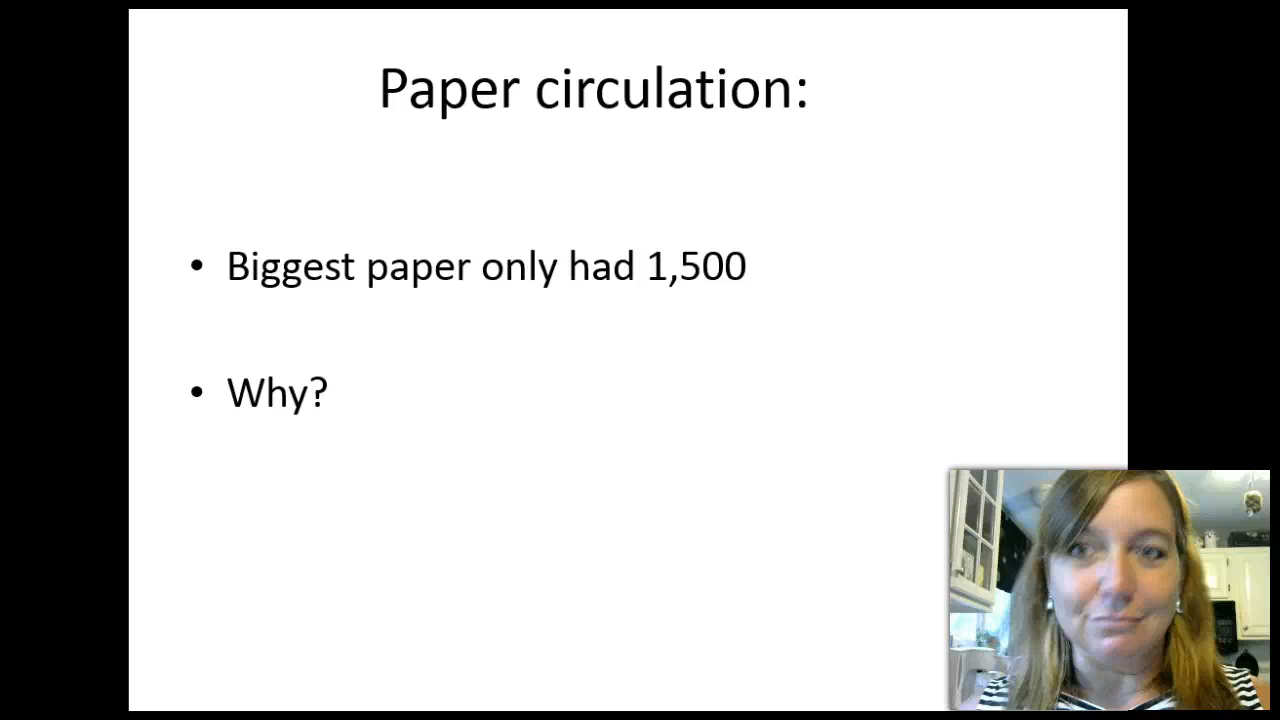 Paper circulation:
• Biggest paper only had 1,500
• Why?